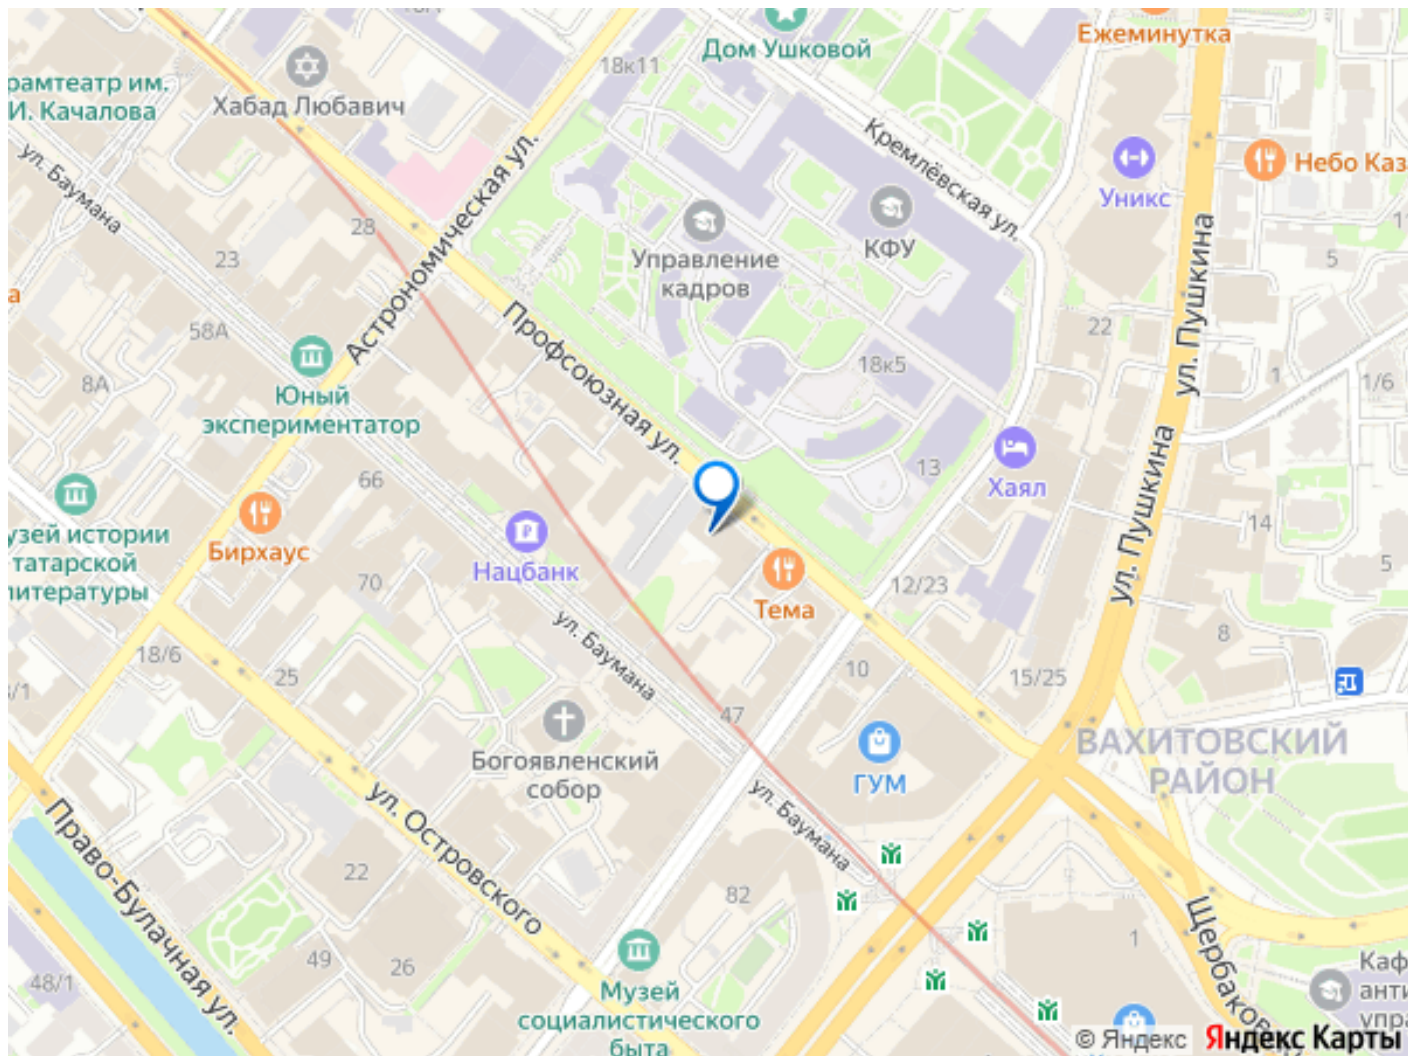 Ежеминутка
Дом Ушковой
18к11
рамтеатр им.
И. Качалова
Хабад Любавич
ул. Баумана
Кремлёвская ул.
Небо Каз
Уникс
ул. Пушкина
28
23
Астрономическая ул.
Управление
кадров
КФУ
5
а
58А
8А
Юный
экспериментатор
Профсоюзная ул.
18к5
22
1
1/6
66
13
Хаял
ул. Пушкина
14
узей истории
татарской
литературы
Бирхаус
Нацбанк
70
Тема
12/23
5
8
ул. Баумана
18/6
25
10
15/25
47
Богоявленский
собор
ГУМ
ВАХИТОВСКИЙ
РАЙОН
ул. Островского
ул. Баумана
Право-Булачная ул.
22
82
49
26
48/1
1
Щербаков
Музей
социалистического
быта
Каф
анти
упра
© Яндекс Яндекс Карты